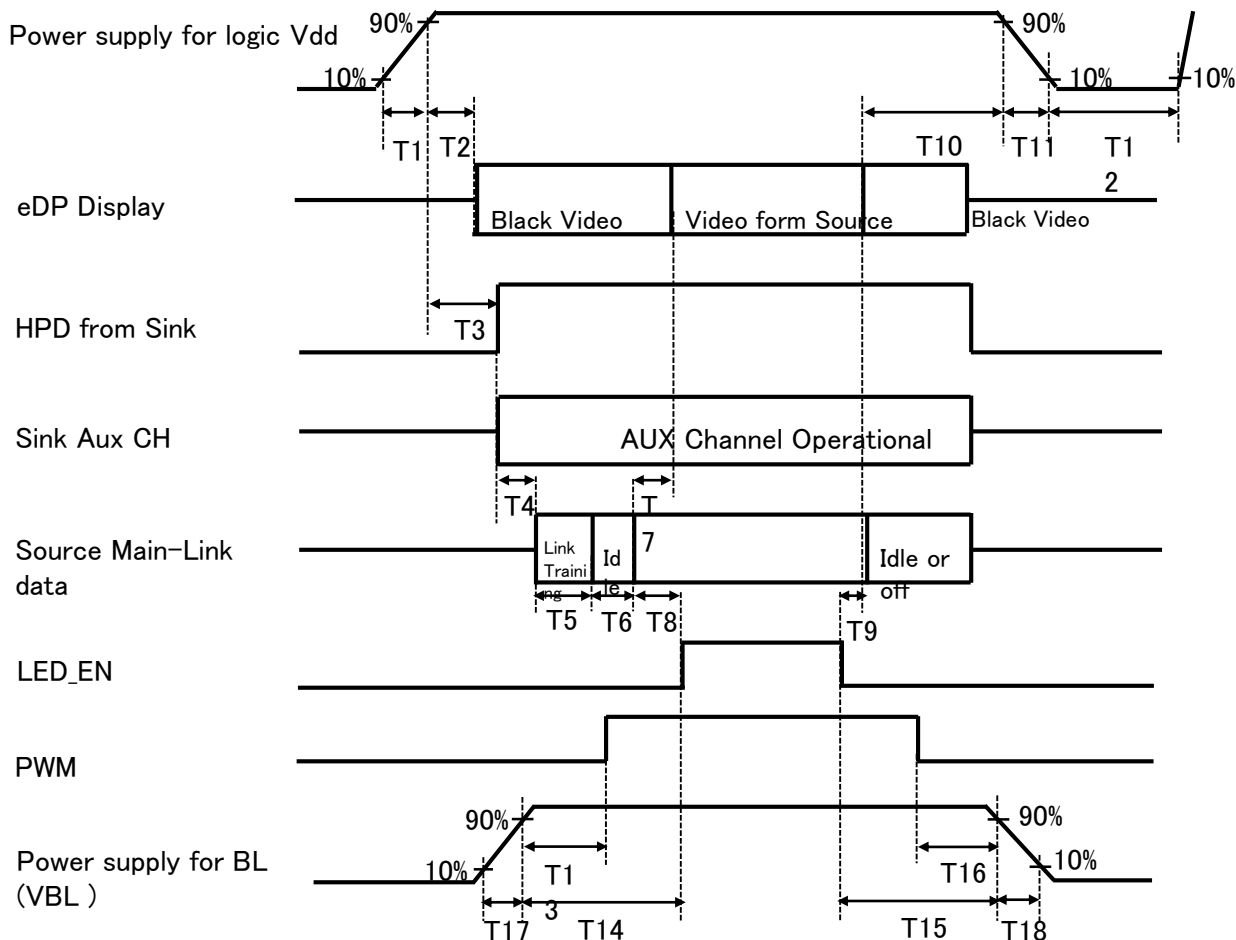 Power supply for logic Vdd
90%
90%
10%
10%
10%
T1
T2
T10
T11
T1
2
eDP Display
Black Video
Video form Source
Black Video
HPD from Sink
T3
Sink Aux CH
AUX Channel Operational
T4
T
7
Source Main-Link
data
Link
Traini
ng
Id
le
Idle or
off
T5
T6
T8
T9
LED_EN
PWM
90%
90%
Power supply for BL
(VBL )
10%
10%
T1
3
T16
T17
T14
T15
T18